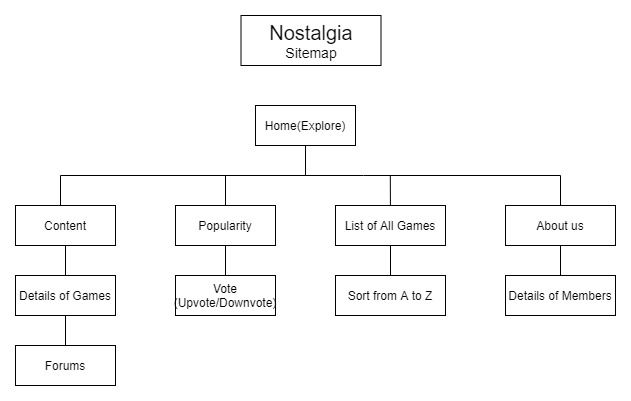 Nostalgia
Sitemap
Home(Explore)
Content
Popularity
List of All Games
About us
Details of Games
Vote
(Upvote/Downvote)
Sort from A to Z
Details of Members
Forums